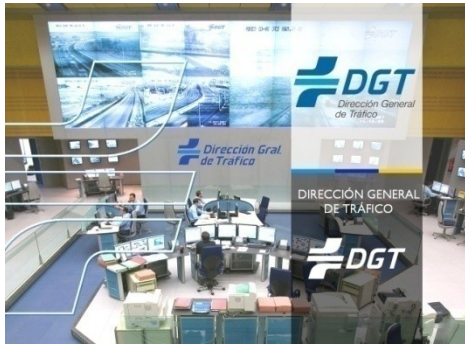 DGT
Dirección General
de Tráfico
Dirección Gral.
de Tráfico
DIRECCIÓN GENERAL
DE TRÁFICO
DGT